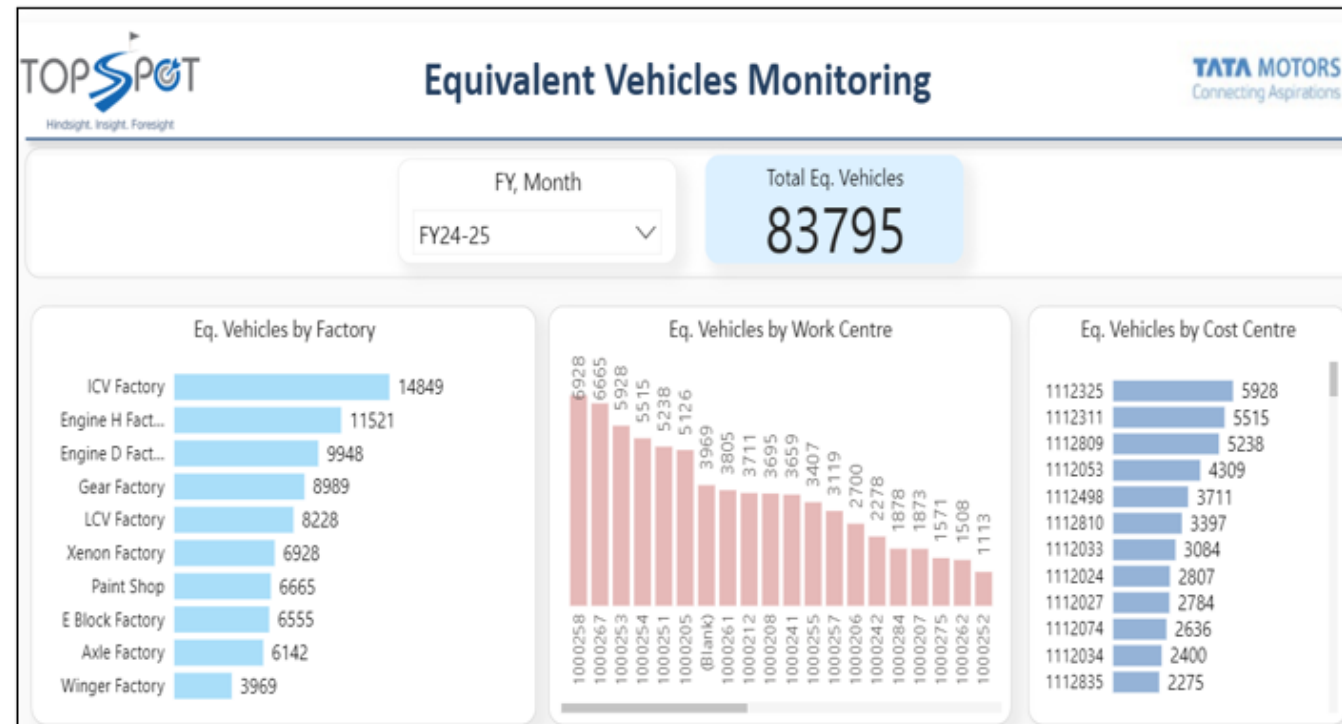 TOPSPOT
Hindsight. Insight. Foresight
Equivalent Vehicles Monitoring
TATA MOTORS
Connecting Aspirations
FY, Month
FY24-25
Total Eq. Vehicles
83795
Eq. Vehicles by Factory
ICV Factory 14849
Engine H Fact... 11521
Engine D Fact... 9948
Gear Factory 8989
LCV Factory 8228
Xenon Factory 6928
Paint Shop 6665
E Block Factory 6555
Axle Factory 6142
Winger Factory 3969
Eq. Vehicles by Work Centre
6928 6665 5928 5515 5238 5126 3969 3805 3711 3695 3659 3407 3119 2700 2278 1878 1873 1571 1508 1113
1000258 1000267 1000253 1000254 1000251 1000205 (Blank) 1000261 1000212 1000208 1000241 1000255 1000257 1000206 1000242 1000284 1000207 1000275 1000262 1000252
Eq. Vehicles by Cost Centre
1112325 5928
1112311 5515
1112809 5238
1112053 4309
1112498 3711
1112810 3397
1112033 3084
1112024 2807
1112027 2784
1112074 2636
1112034 2400
1112835 2275